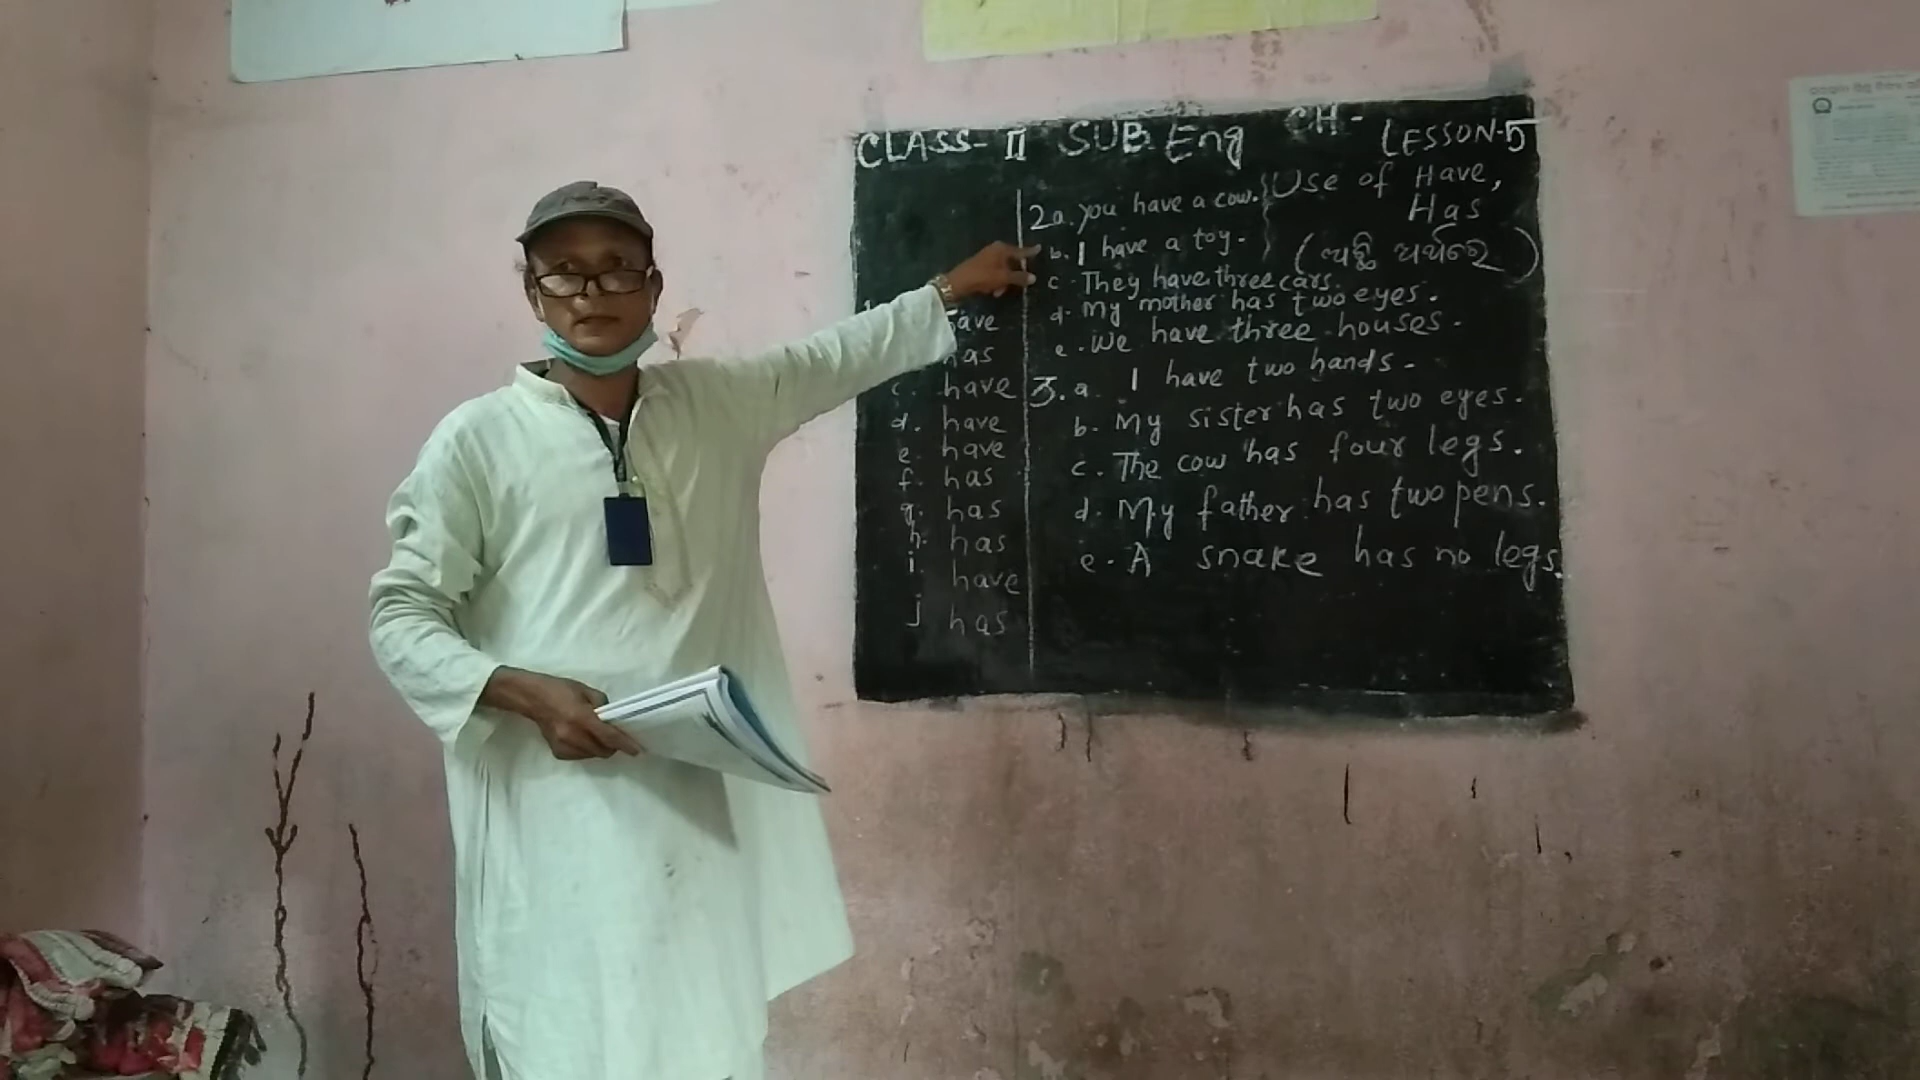 CLASS-II SUB Eng CH- LESSON-5
Use of Have,
Has
(ଅଛି ଅର୍ଥରେ)
have
has
c. have
d. have
e. have
f. has
g. has
h. has
i. have
j has
2a. you have a cow.
b. I have a toy.
c. They have three cars.
d. My mother has two eyes.
e. We have three houses.
3. a. I have two hands.
b. My sister has two eyes.
c. The cow has four legs.
d. My father has two pens.
e. A snake has no legs.